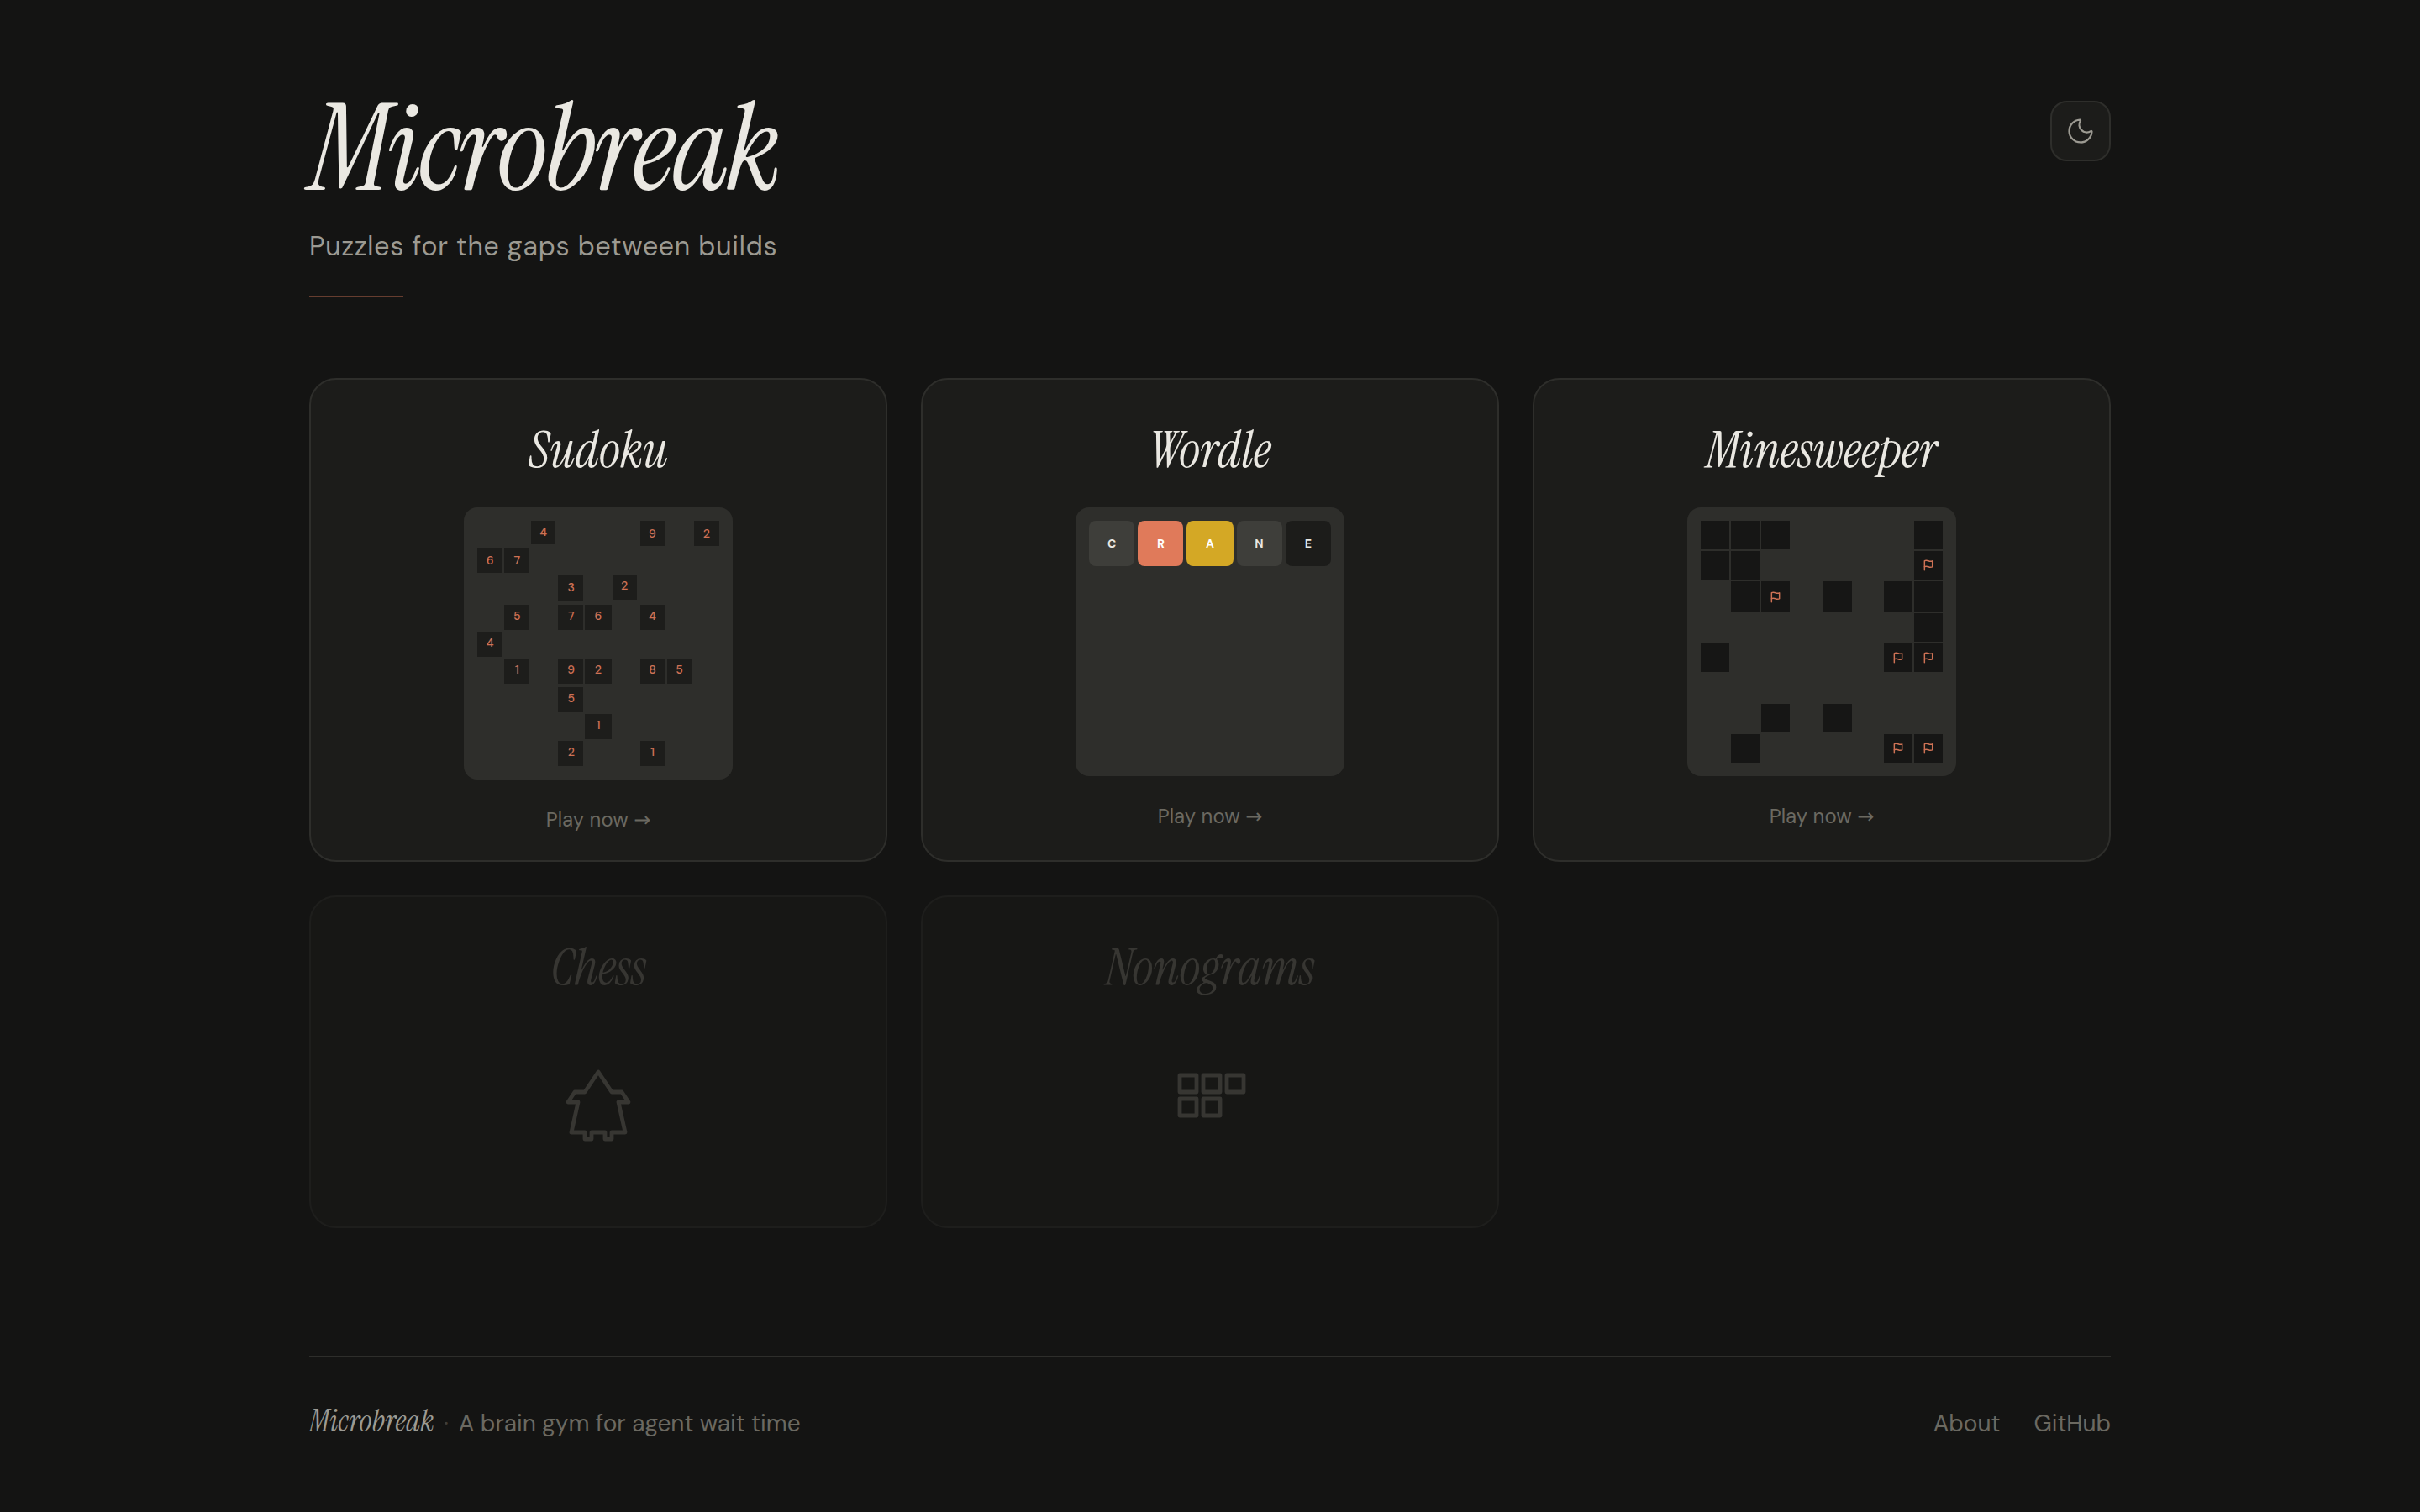 Microbreak
Puzzles for the gaps between builds
Sudoku
4 9 2
6 7
3 2
5 7 6 4
4
1 9 2 8 5
5
1
2 1
Play now →
Wordle
C R A N E
Play now →
Minesweeper
Play now →
Chess
Nonograms
Microbreak · A brain gym for agent wait time
About GitHub